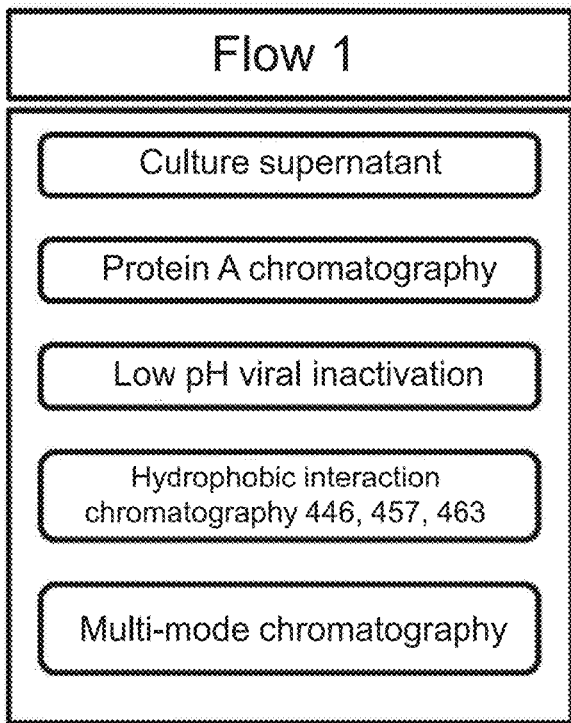 Flow 1
Culture supernatant
Protein A chromatography
Low pH viral inactivation
Hydrophobic interaction
chromatography 446, 457, 463
Multi-mode chromatography